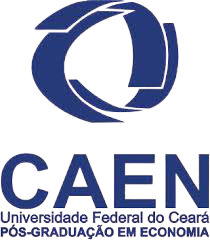 CAEN
Universidade Federal do Ceará
PÓS-GRADUAÇÃO EM ECONOMIA